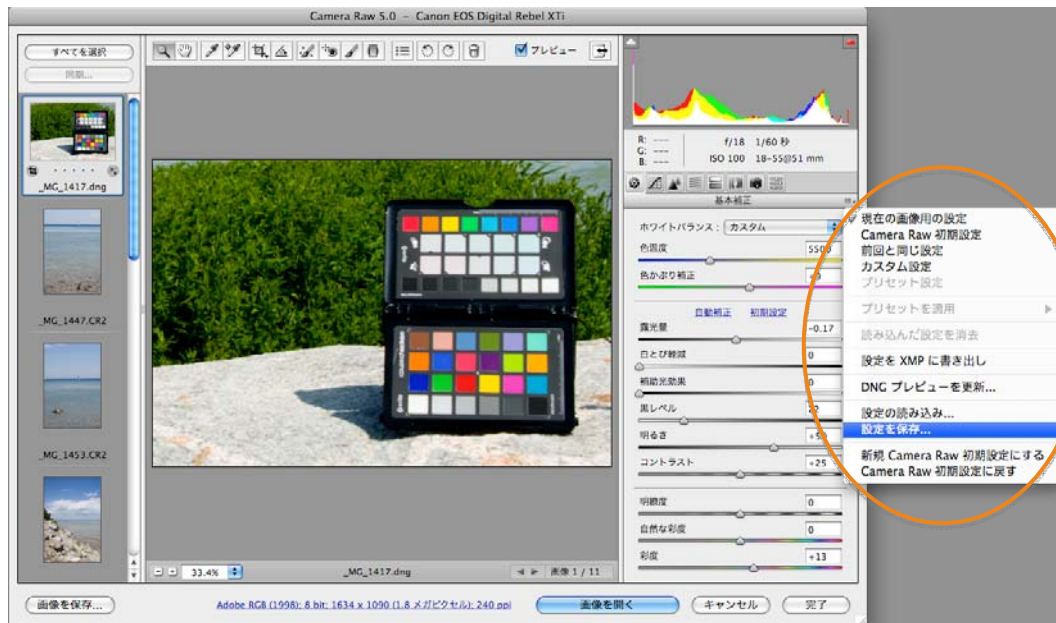 Camera Raw 5.0 – Canon EOS Digital Rebel XTi
すべてを選択
同期...
プレビュー
_MG_1417.dng
_MG_1447.CR2
_MG_1453.CR2
R: ---
G: ---
B: ---
f/18 1/60 秒
ISO 100 18-55@51 mm
基本補正
ホワイトバランス： カスタム
色温度 5500
色かぶり補正
自動補正 初期設定
露光量 -0.17
白とび軽減 0
補助光効果 0
黒レベル 22
明るさ +50
コントラスト +25
明瞭度 0
自然な彩度 0
彩度 +13
現在の画像用の設定
Camera Raw 初期設定
前回と同じ設定
カスタム設定
プリセット設定
プリセットを適用
読み込んだ設定を消去
設定を XMP に書き出し
DNG プレビューを更新...
設定の読み込み...
設定を保存...
新規 Camera Raw 初期設定にする
Camera Raw 初期設定に戻す
33.4%
_MG_1417.dng
画像 1 / 11
画像を保存...
Adobe RGB (1998); 8 bit; 1634 x 1090 (1.8 メガピクセル); 240 ppi
画像を開く
キャンセル
完了